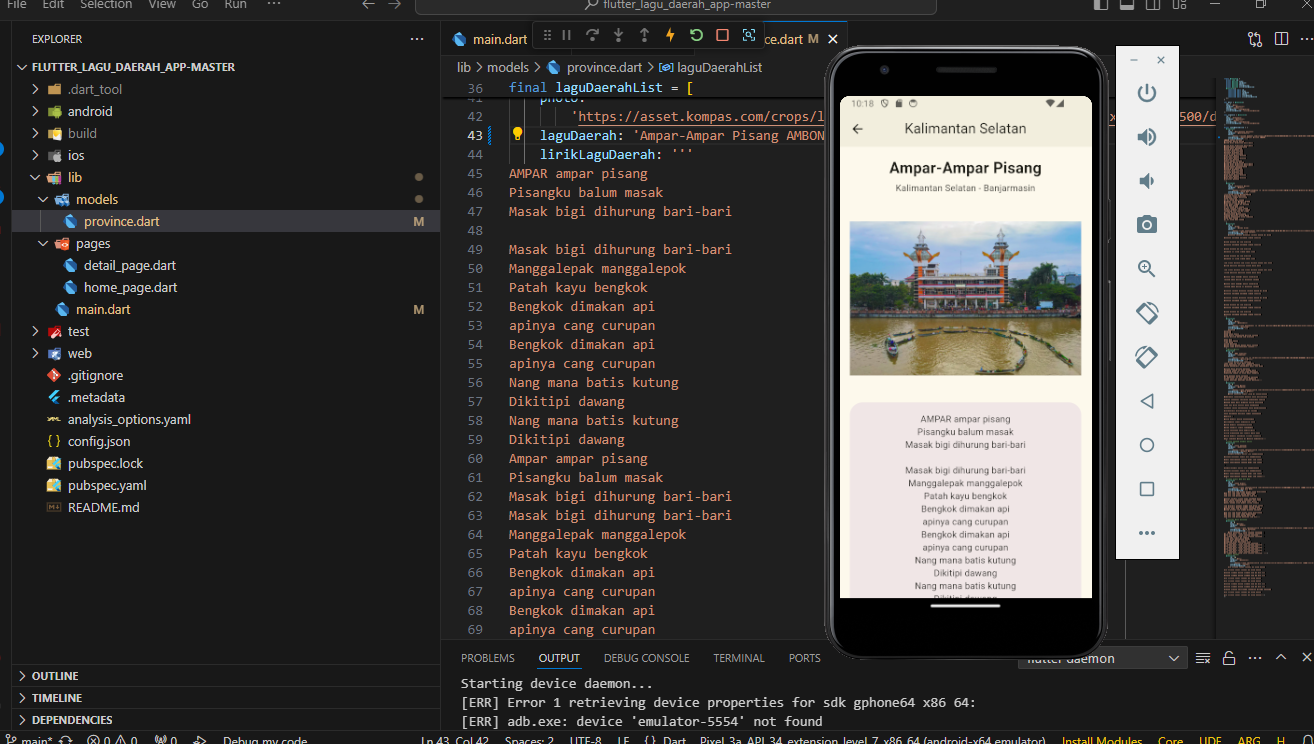 File Edit Selection View Go Run ···
flutter_lagu_daerah_app-master
EXPLORER ···
FLUTTER_LAGU_DAERAH_APP-MASTER
.dart_tool
android
build
ios
lib
models
province.dart M
pages
detail_page.dart
home_page.dart
main.dart M
test
web
.gitignore
.metadata
analysis_options.yaml
config.json
pubspec.lock
pubspec.yaml
README.md
OUTLINE
TIMELINE
DEPENDENCIES
main.dart
ce.dart M
lib > models > province.dart > laguDaerahList
36 final laguDaerahList = [
41 photo:
42 'https://asset.kompas.com/crops/l
500/d
43 laguDaerah: 'Ampar-Ampar Pisang AMBON
44 lirikLaguDaerah: '''
45 AMPAR ampar pisang
46 Pisangku balum masak
47 Masak bigi dihurung bari-bari
48
49 Masak bigi dihurung bari-bari
50 Manggalepak manggalepok
51 Patah kayu bengkok
52 Bengkok dimakan api
53 apinya cang curupan
54 Bengkok dimakan api
55 apinya cang curupan
56 Nang mana batis kutung
57 Dikitipi dawang
58 Nang mana batis kutung
59 Dikitipi dawang
60 Ampar ampar pisang
61 Pisangku balum masak
62 Masak bigi dihurung bari-bari
63 Masak bigi dihurung bari-bari
64 Manggalepak manggalepok
65 Patah kayu bengkok
66 Bengkok dimakan api
67 apinya cang curupan
68 Bengkok dimakan api
69 apinya cang curupan
10:18
Kalimantan Selatan
Ampar-Ampar Pisang
Kalimantan Selatan - Banjarmasin
AMPAR ampar pisang
Pisangku balum masak
Masak bigi dihurung bari-bari
Masak bigi dihurung bari-bari
Manggalepak manggalepok
Patah kayu bengkok
Bengkok dimakan api
apinya cang curupan
Bengkok dimakan api
apinya cang curupan
Nang mana batis kutung
Dikitipi dawang
Nang mana batis kutung
Dikitipi dawang
PROBLEMS OUTPUT DEBUG CONSOLE TERMINAL PORTS
flutter daemon
Starting device daemon...
[ERR] Error 1 retrieving device properties for sdk gphone64 x86 64:
[ERR] adb.exe: device 'emulator-5554' not found
main* 0 0 0 Debug my code Ln 43, Col 42 Spaces: 2 UTF-8 LF {} Dart Pixel 3a API 34 extension level 7 x86 64 (android-x64 emulator) Install Modules Core UDE ARG H